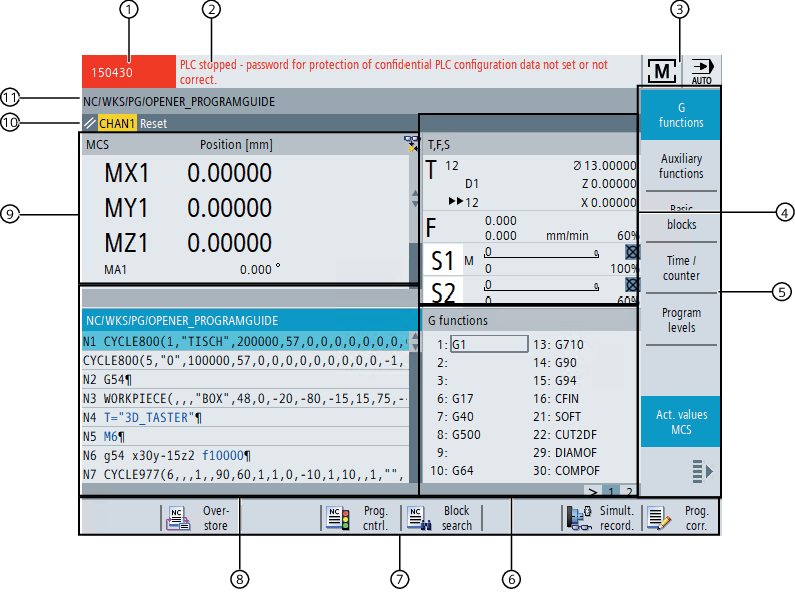 1 2 3
150430 PLC stopped - password for protection of confidential PLC configuration data not set or not
correct.
M AUTO
11 NC/WKS/PG/OPENER_PROGRAMGUIDE
10 CHAN1 Reset
G
functions
MCS Position [mm]
MX1 0.00000
MY1 0.00000
MZ1 0.00000
MA1 0.000 °
9
T,F,S
T 12 Ø 13.00000
D1 Z 0.00000
12 X 0.00000
F 0.000
0.000 mm/min 60%
S1 M 0
0 100%
S2 0
0 60%
Auxiliary
functions
Basic
blocks
Time /
counter
Program
levels
4
5
NC/WKS/PG/OPENER_PROGRAMGUIDE
N1 CYCLE800(1,"TISCH",200000,57,0,0,0,0,0,0,0,
CYCLE800(5,"0",100000,57,0,0,0,0,0,0,0,0,0,-1,
N2 G54¶
N3 WORKPIECE(,,,"BOX",48,0,-20,-80,-15,15,75,-
N4 T="3D_TASTER"¶
N5 M6¶
N6 g54 x30y-15z2 f10000¶
N7 CYCLE977(6,,,1,,90,60,1,1,0,-10,1,10,,1,"",
G functions
1: G1 13: G710
2: 14: G90
3: 15: G94
6: G17 16: CFIN
7: G40 21: SOFT
8: G500 22: CUT2DF
9: 29: DIAMOF
10: G64 30: COMPOF
> 1 2
Act. values
MCS
NC Over-
store
NC Prog.
cntrl.
NC Block
search
Simult.
record.
Prog.
corr.
8 7 6